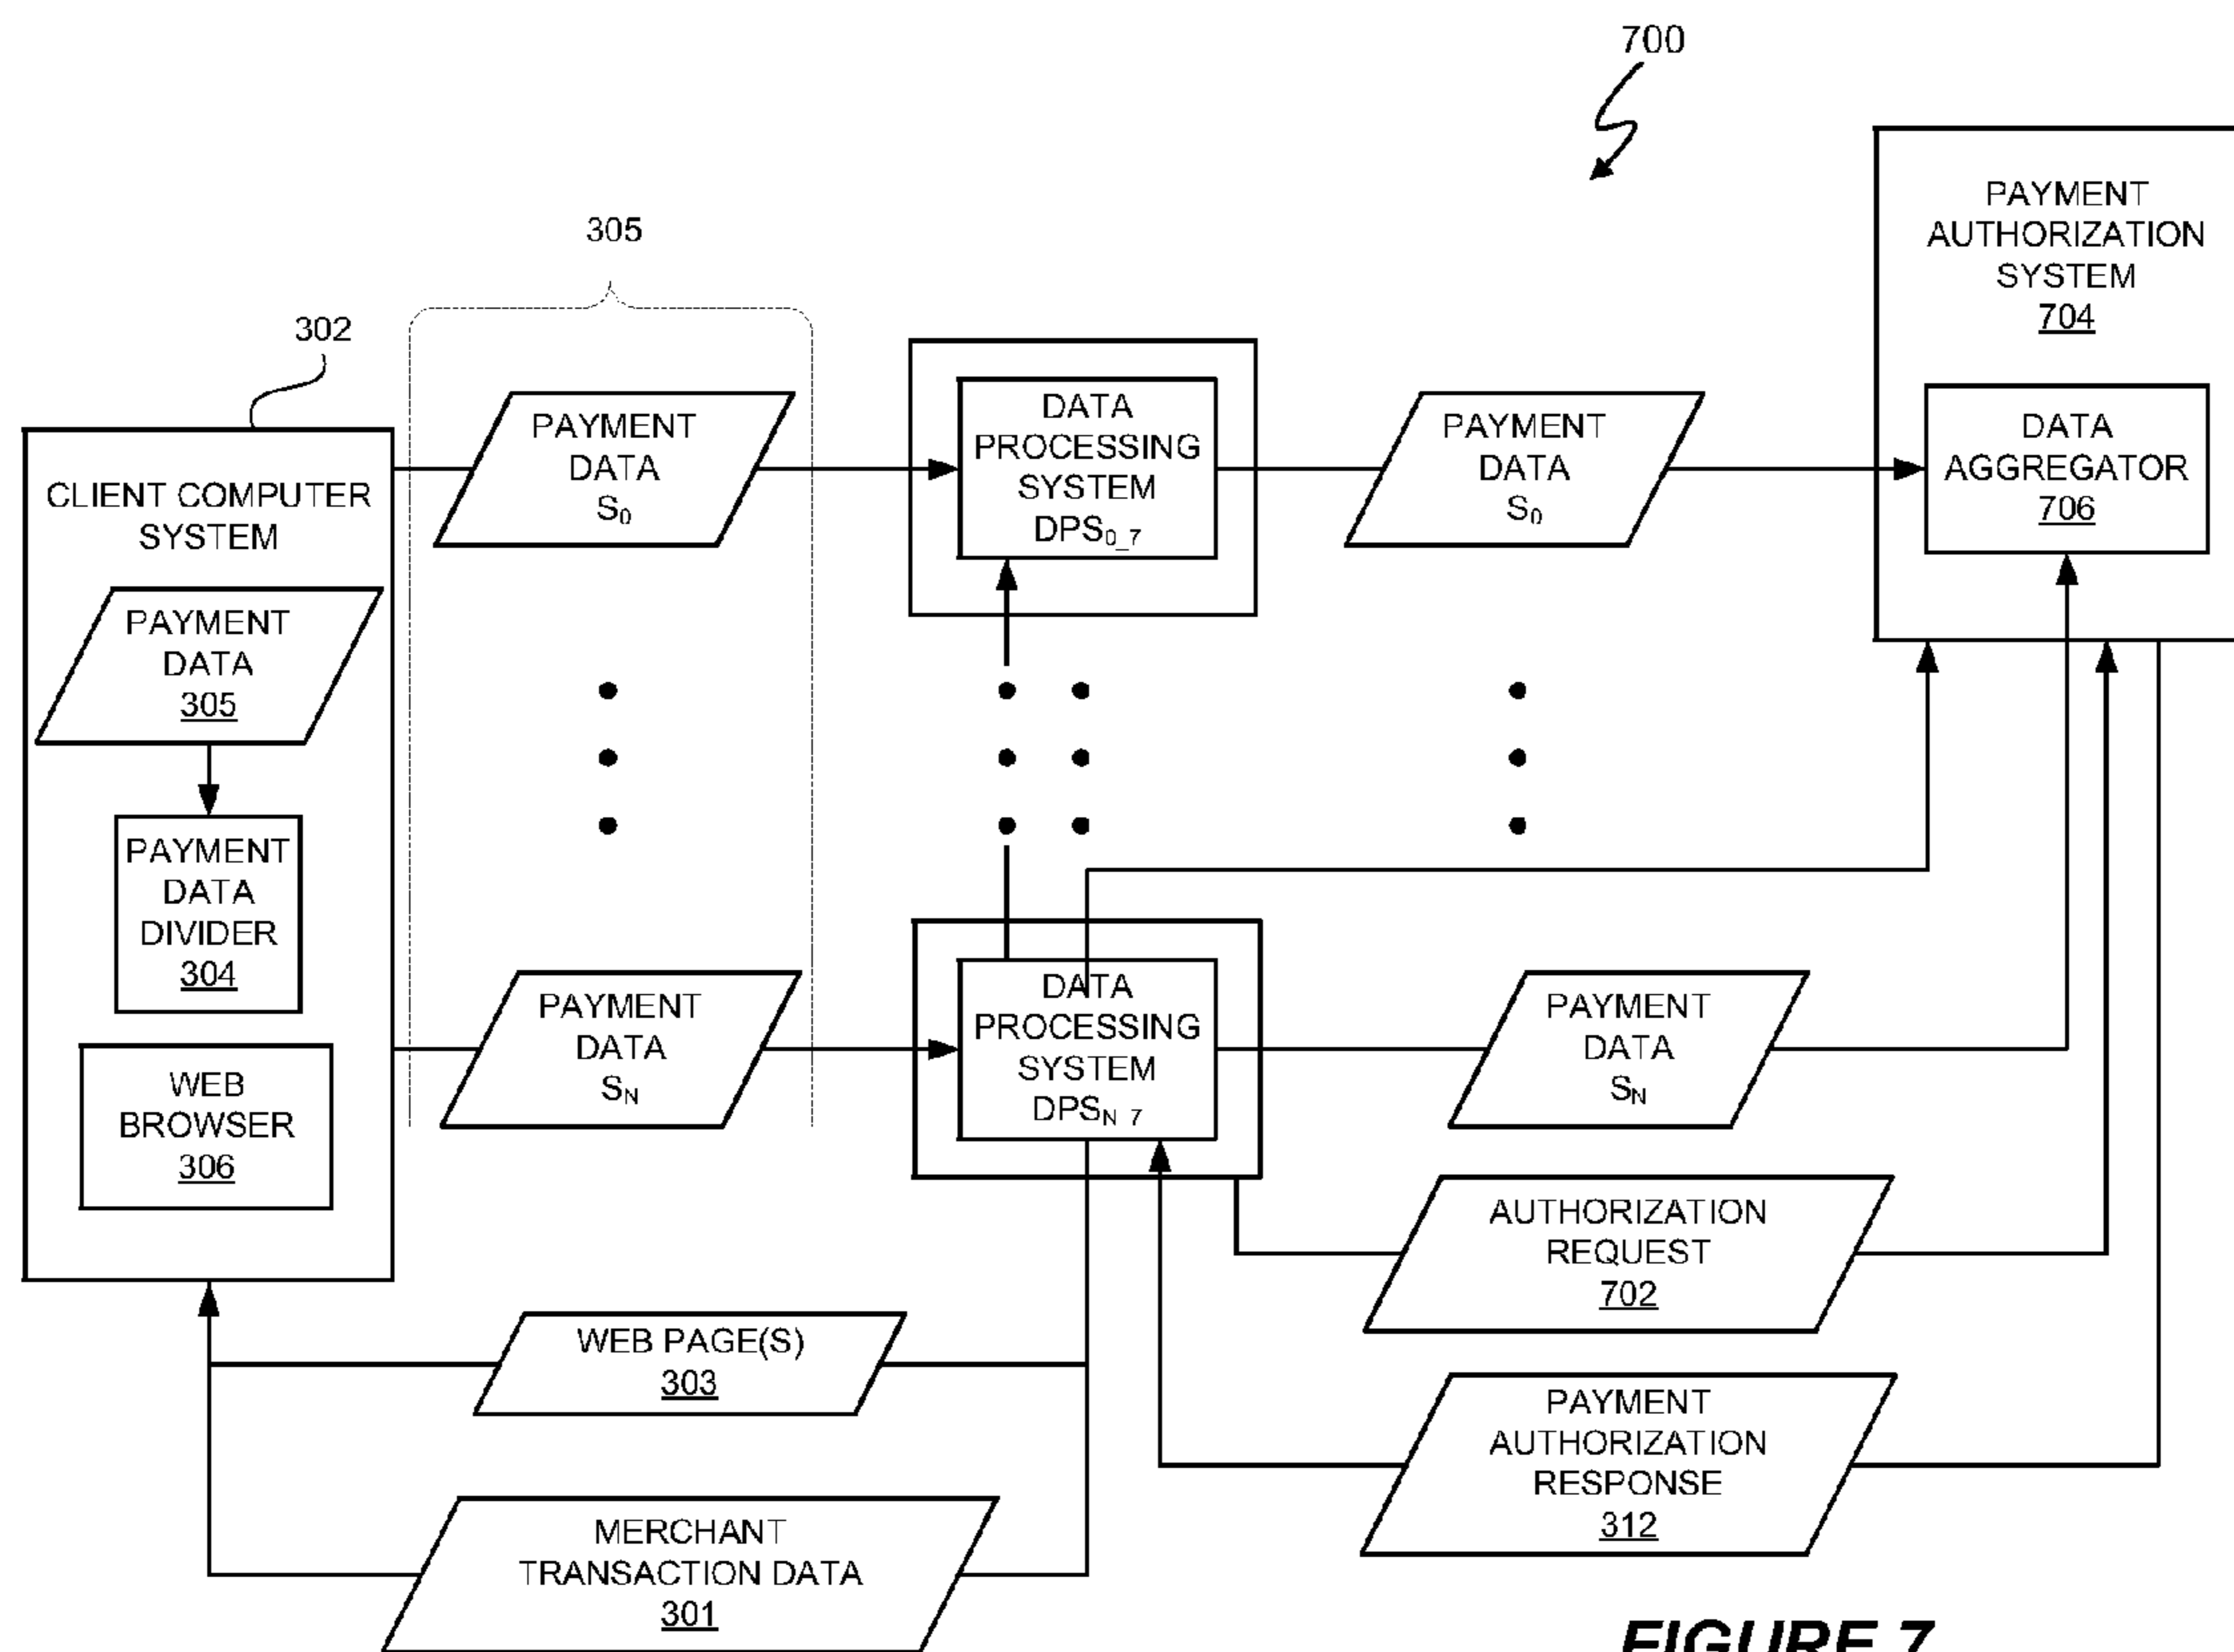 700
305
302
CLIENT COMPUTER
SYSTEM
PAYMENT
DATA
305
PAYMENT
DATA
DIVIDER
304
WEB
BROWSER
306
PAYMENT
DATA
S0
DATA
PROCESSING
SYSTEM
DPS0_7
PAYMENT
DATA
S0
PAYMENT
AUTHORIZATION
SYSTEM
704
DATA
AGGREGATOR
706
PAYMENT
DATA
SN
DATA
PROCESSING
SYSTEM
DPSN_7
PAYMENT
DATA
SN
AUTHORIZATION
REQUEST
702
WEB PAGE(S)
303
PAYMENT
AUTHORIZATION
RESPONSE
312
MERCHANT
TRANSACTION DATA
301
FIGURE 7